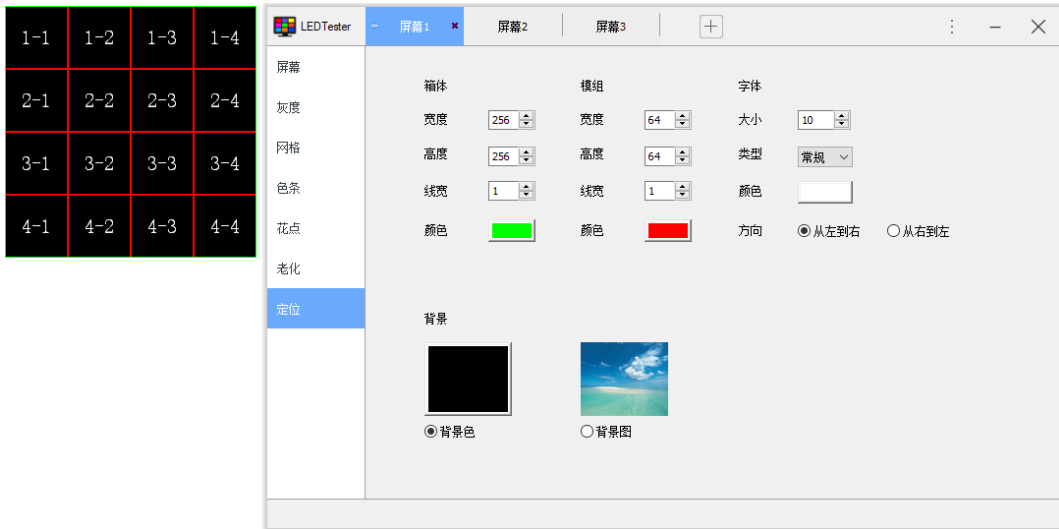 1-1 1-2 1-3 1-4
2-1 2-2 2-3 2-4
3-1 3-2 3-3 3-4
4-1 4-2 4-3 4-4
LEDTester 屏幕1 屏幕2 屏幕3
屏幕
灰度
网格
色条
花点
老化
定位
箱体 模组 字体
宽度 256 宽度 64 大小 10
高度 256 高度 64 类型 常规
线宽 1 线宽 1 颜色
颜色 颜色 方向 从左到右 从右到左
背景
背景色 背景图